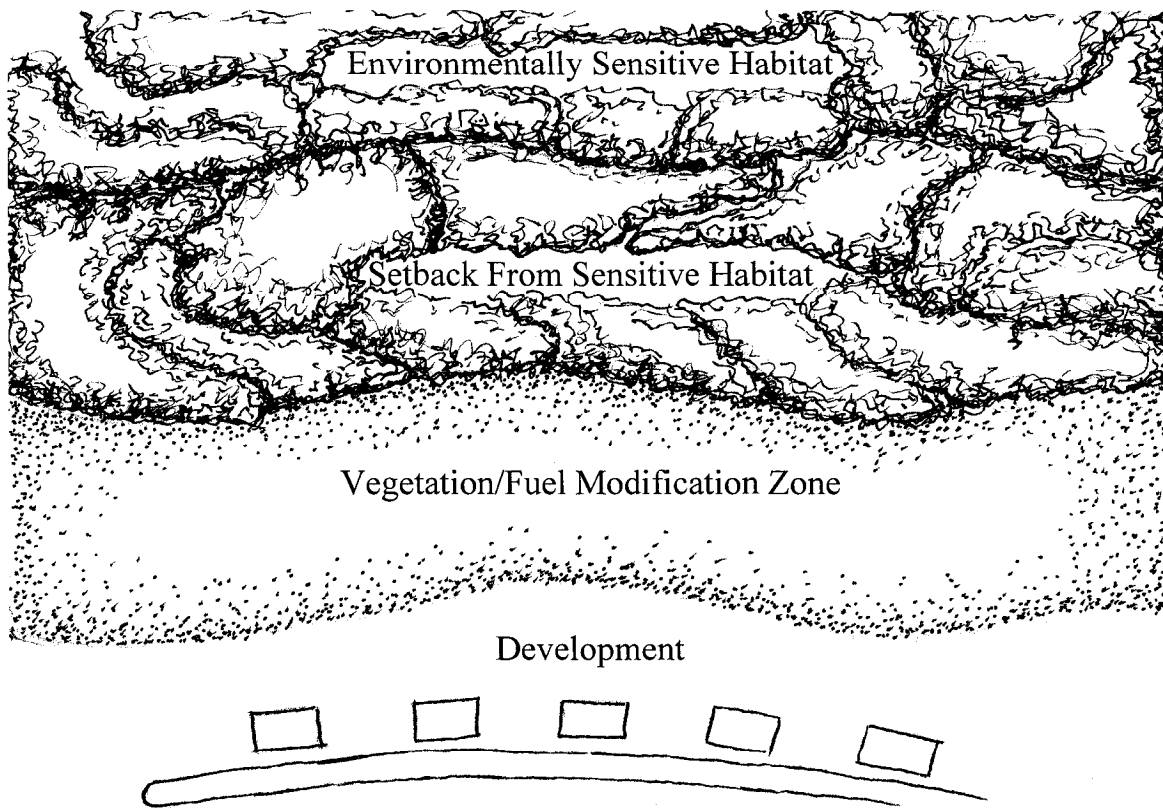 Environmentally Sensitive Habitat
Setback From Sensitive Habitat
Vegetation/Fuel Modification Zone
Development